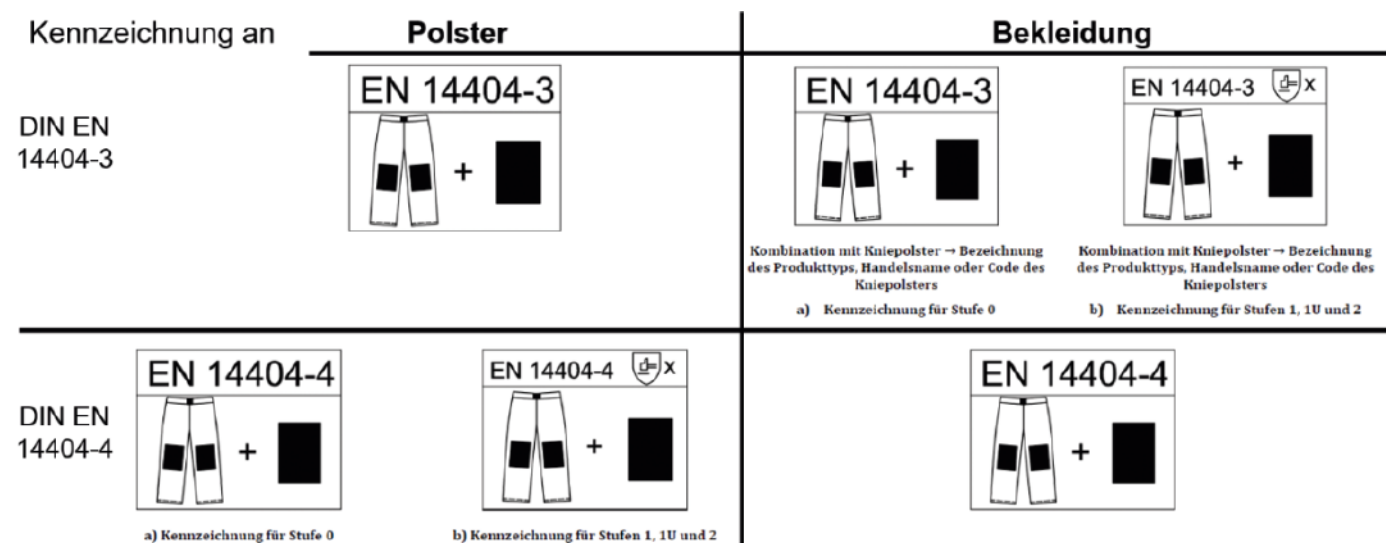 Kennzeichnung an
Polster
Bekleidung
DIN EN
14404-3
EN 14404-3
+
EN 14404-3
+
Kombination mit Kniepolster → Bezeichnung
des Produkttyps, Handelsname oder Code des
Kniepolsters
a) Kennzeichnung für Stufe 0
EN 14404-3 X
+
Kombination mit Kniepolster → Bezeichnung
des Produkttyps, Handelsname oder Code des
Kniepolsters
b) Kennzeichnung für Stufen 1, 1U und 2
DIN EN
14404-4
EN 14404-4
+
a) Kennzeichnung für Stufe 0
EN 14404-4 X
+
b) Kennzeichnung für Stufen 1, 1U und 2
EN 14404-4
+